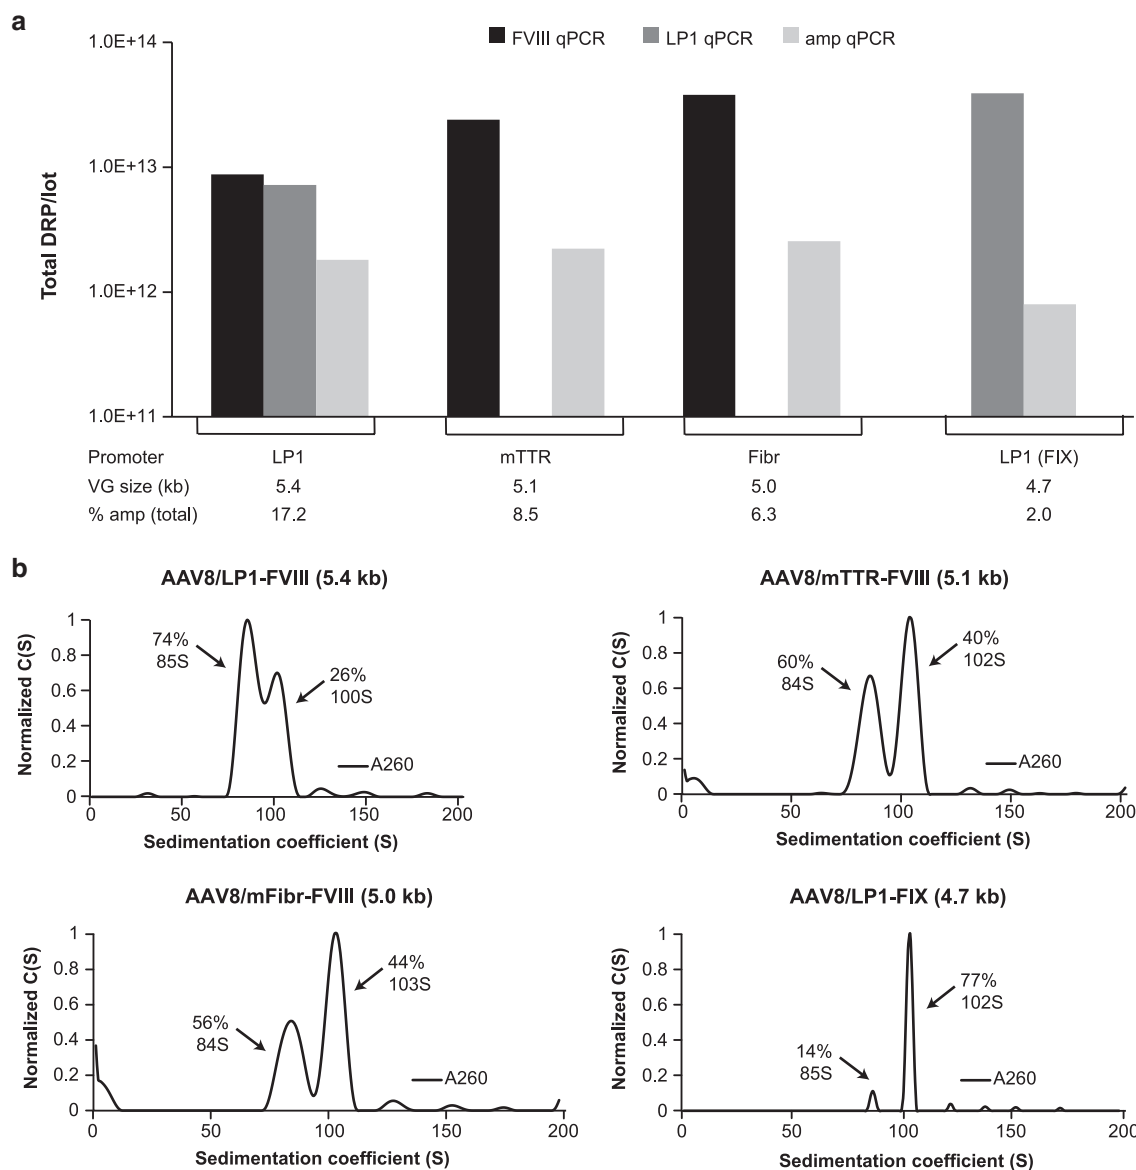 a
FVIII qPCR LP1 qPCR amp qPCR
Total DRP/lot
1.0E+14
1.0E+13
1.0E+12
1.0E+11
Promoter LP1 mTTR Fibr LP1 (FIX)
VG size (kb) 5.4 5.1 5.0 4.7
% amp (total) 17.2 8.5 6.3 2.0
b
AAV8/LP1-FVIII (5.4 kb)
Normalized C(S)
1
0.8
0.6
0.4
0.2
0
74%
85S
26%
100S
A260
0 50 100 150 200
Sedimentation coefficient (S)
AAV8/mTTR-FVIII (5.1 kb)
Normalized C(S)
1
0.8
0.6
0.4
0.2
0
60%
84S
40%
102S
A260
0 50 100 150 200
Sedimentation coefficient (S)
AAV8/mFibr-FVIII (5.0 kb)
Normalized C(S)
1
0.8
0.6
0.4
0.2
0
56%
84S
44%
103S
A260
0 50 100 150 200
Sedimentation coefficient (S)
AAV8/LP1-FIX (4.7 kb)
Normalized C(S)
1
0.8
0.6
0.4
0.2
0
14%
85S
77%
102S
A260
0 50 100 150 200
Sedimentation coefficient (S)